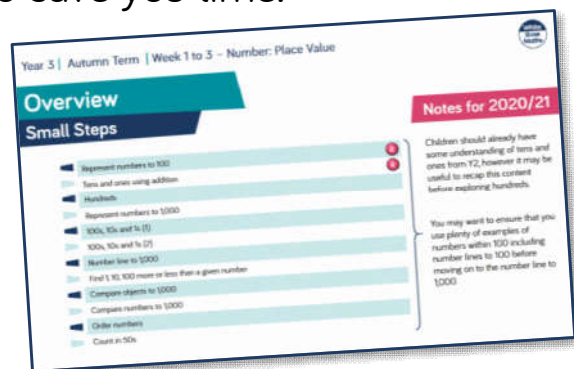 Year 3 | Autumn Term | Week 1 to 3 – Number: Place Value
White Rose Maths
Overview
Small Steps
Represent numbers to 100
R
Tens and ones using addition
R
Hundreds
Represent numbers to 1,000
100s, 10s and 1s (1)
100s, 10s and 1s (2)
Number line to 1,000
Find 1, 10, 100 more or less than a given number
Compare objects to 1,000
Compare numbers to 1,000
Order numbers
Count in 50s
Notes for 2020/21
Children should already have
some understanding of tens and
ones from Y2, however it may be
useful to recap this content
before exploring hundreds.
You may want to ensure that you
use plenty of examples of
numbers within 100 including
number lines to 100 before
moving on to the number line to
1,000